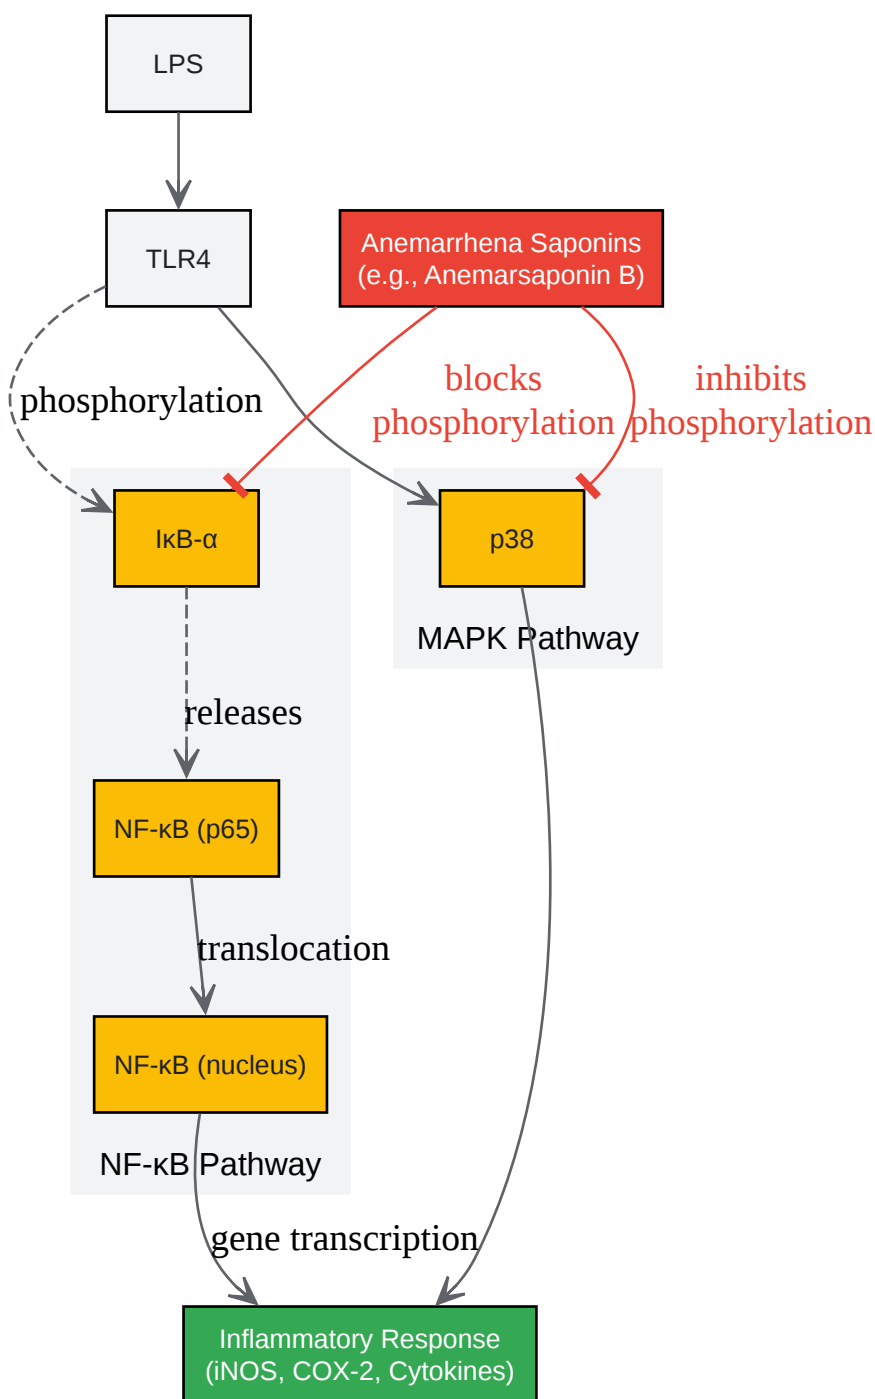 LPS
TLR4
Anemarrhena Saponins
(e.g., Anemarsaponin B)
phosphorylation
blocks
phosphorylation
inhibits
phosphorylation
IκB-α
p38
MAPK Pathway
releases
NF-κB (p65)
translocation
NF-κB (nucleus)
NF-κB Pathway
gene transcription
Inflammatory Response
(iNOS, COX-2, Cytokines)